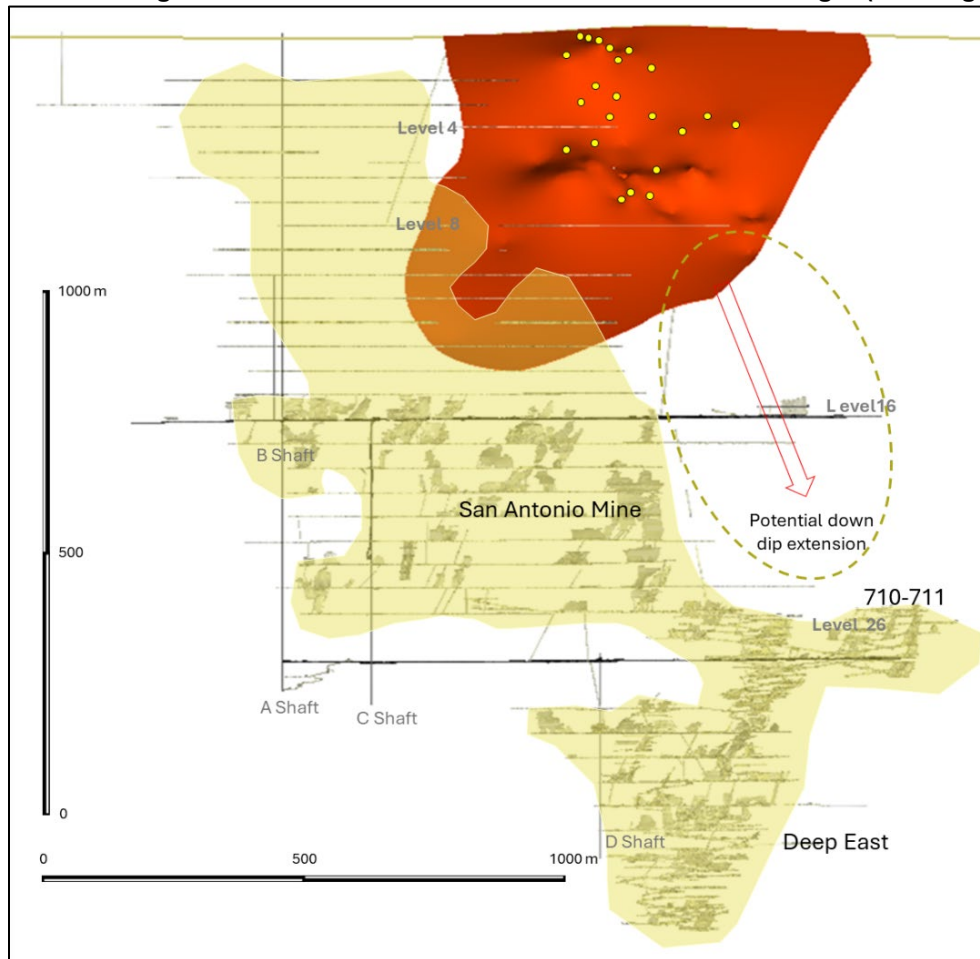 Level 4
Level 8
1000 m
Level16
B Shaft
San Antonio Mine
500
Potential down
dip extension
710-711
Level 26
A Shaft
C Shaft
0
D Shaft
Deep East
0
500
1000 m